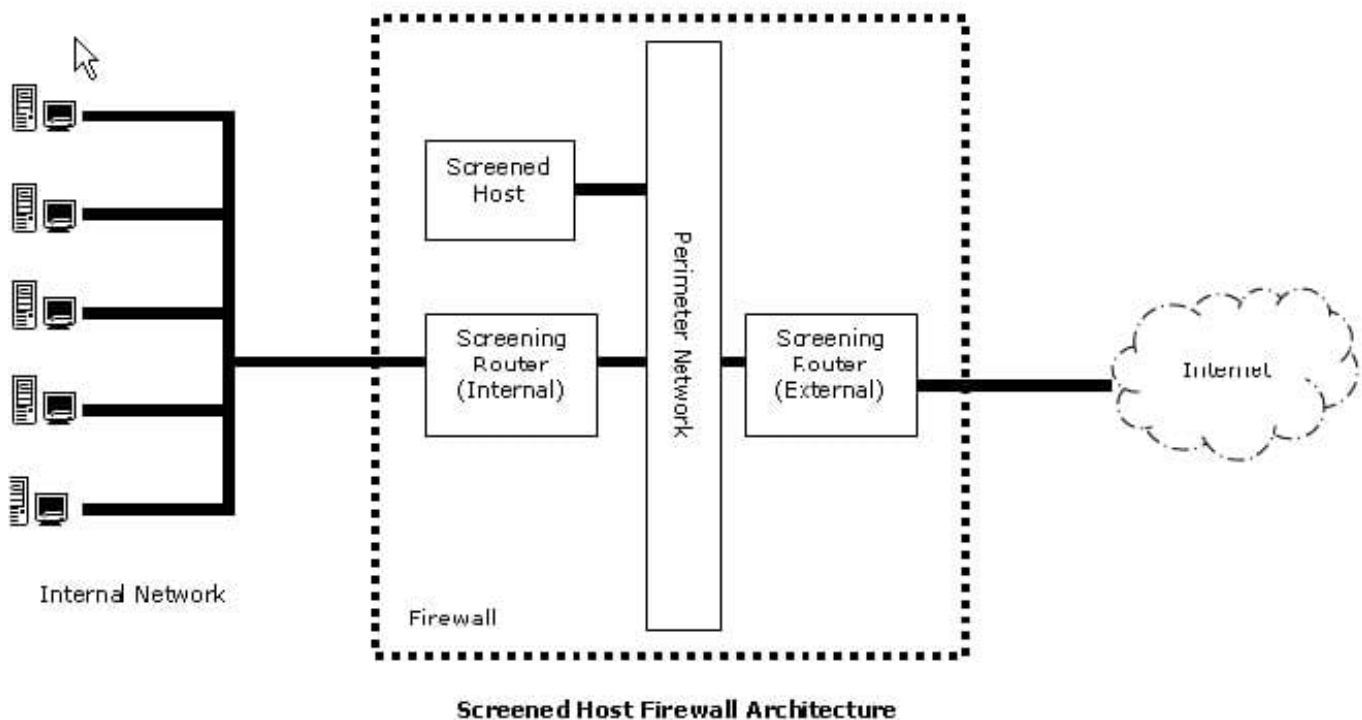 Screened
Host
Perimeter Network
Screening
Router
(Internal)
Screening
Router
(External)
Internet
Internal Network
Firewall
Screened Host Firewall Architecture